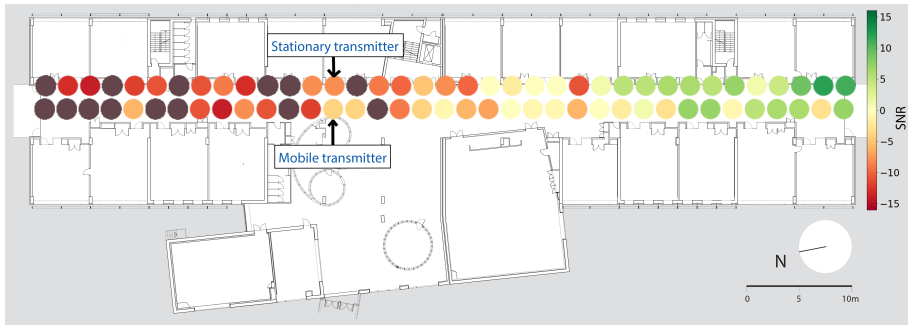 Stationary transmitter
Mobile transmitter
15
10
5
0
−5
−10
−15
SNR
N
0 5 10m